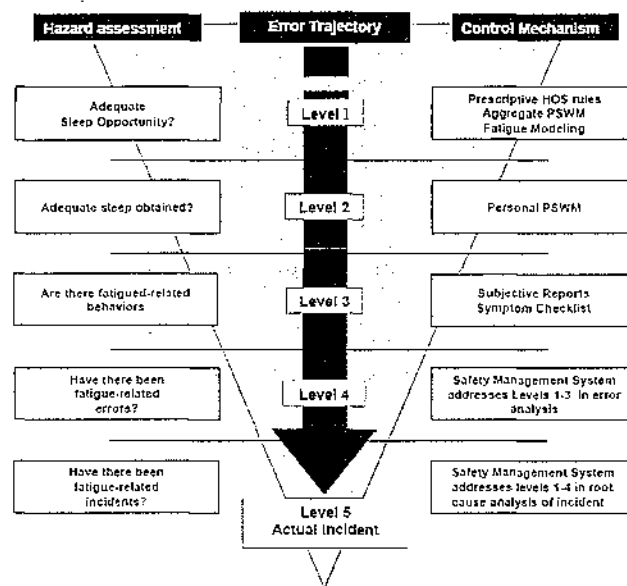 Hazard assessment
Error Trajectory
Control Mechanism
Adequate
Sleep Opportunity?
Level 1
Prescriptive HOS rules
Aggregate PSWM
Fatigue Modeling
Adequate sleep obtained?
Level 2
Personal PSWM
Are there fatigued-related
behaviors
Level 3
Subjective Reports
Symptom Checklist
Have there been
fatigue-related
errors?
Level 4
Safety Management System
addresses Levels 1-3 in error
analysis
Have there been
fatigue-related
incidents?
Level 5
Actual Incident
Safety Management System
addresses levels 1-4 in root
cause analysis of incident